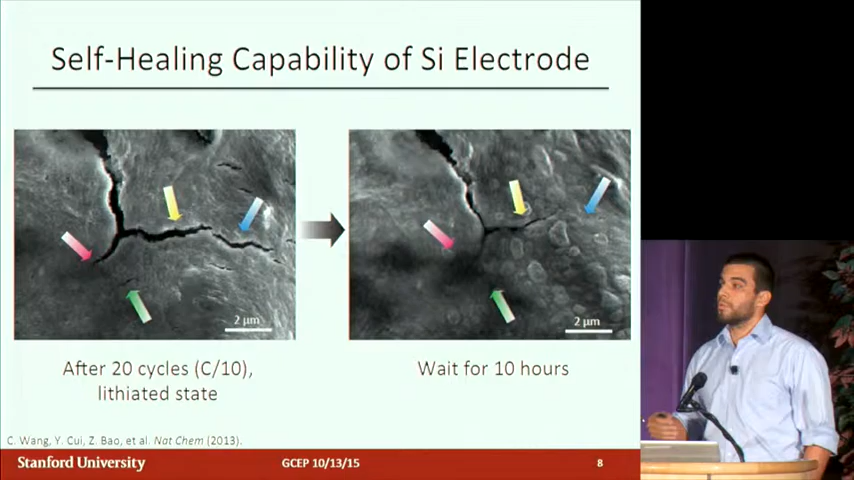 Self-Healing Capability of Si Electrode
2 μm
2 μm
After 20 cycles (C/10),
lithiated state
Wait for 10 hours
C. Wang, Y. Cui, Z. Bao, et al. Nat Chem (2013).
Stanford University
GCEP 10/13/15
8